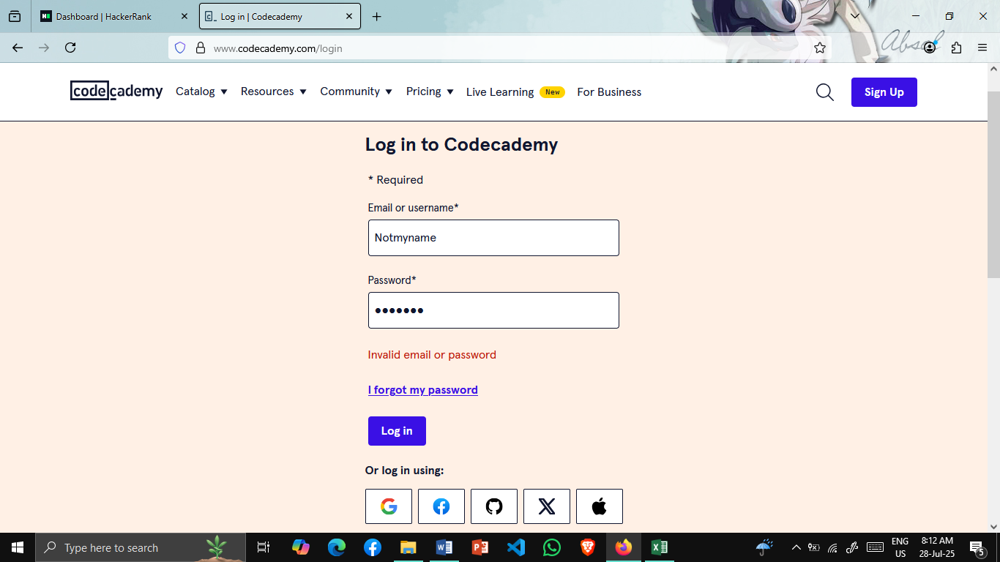 Dashboard | HackerRank
Log in | Codecademy
www.codecademy.com/login
Absol
codecademy
Catalog
Resources
Community
Pricing
Live Learning New
For Business
Sign Up
Log in to Codecademy
* Required
Email or username*
Notmyname
Password*
Invalid email or password
I forgot my password
Log in
Or log in using:
Type here to search
ENG
US
8:12 AM
28-Jul-25
5